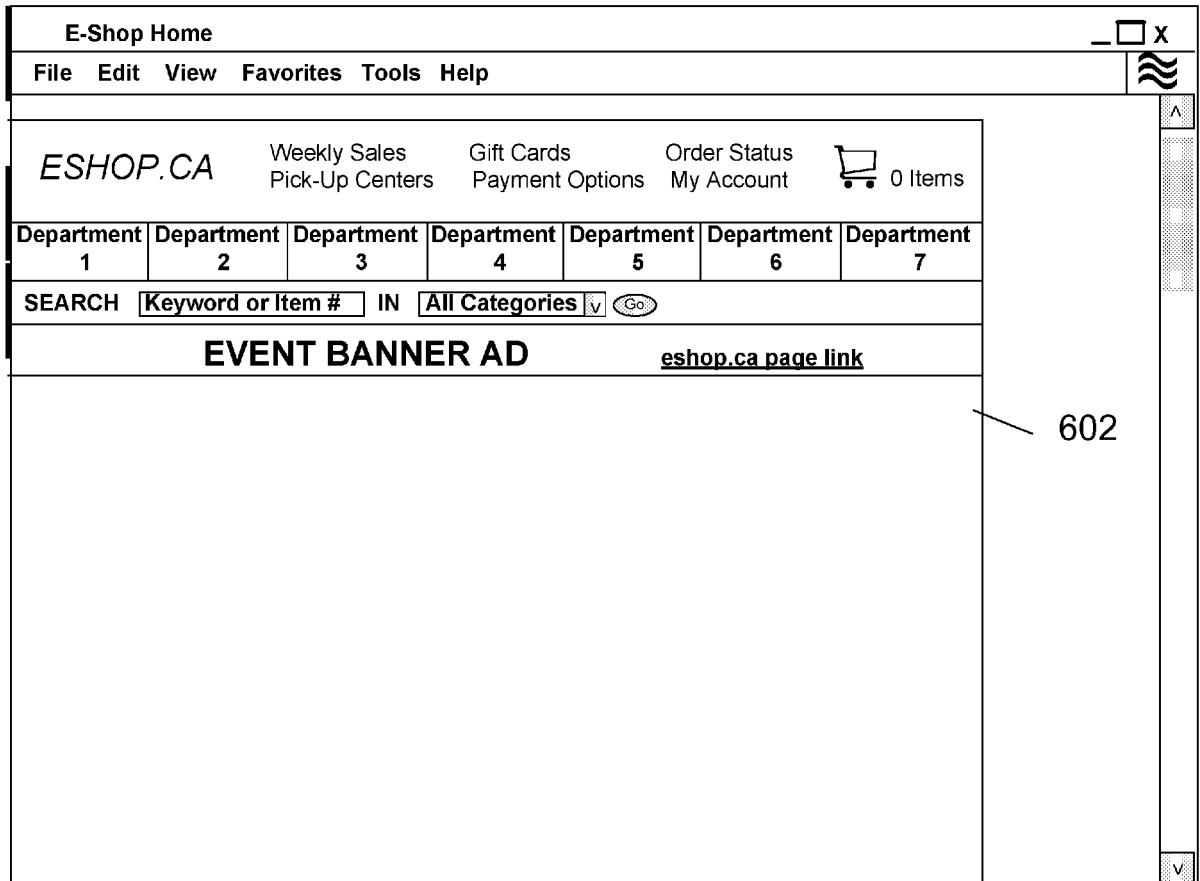 E-Shop Home _ X
File Edit View Favorites Tools Help
ESHOP.CA
Weekly Sales Gift Cards Order Status
Pick-Up Centers Payment Options My Account 0 Items
Department Department Department Department Department Department Department
1 2 3 4 5 6 7
SEARCH Keyword or Item # IN All Categories v Go
EVENT BANNER AD eshop.ca page link
602